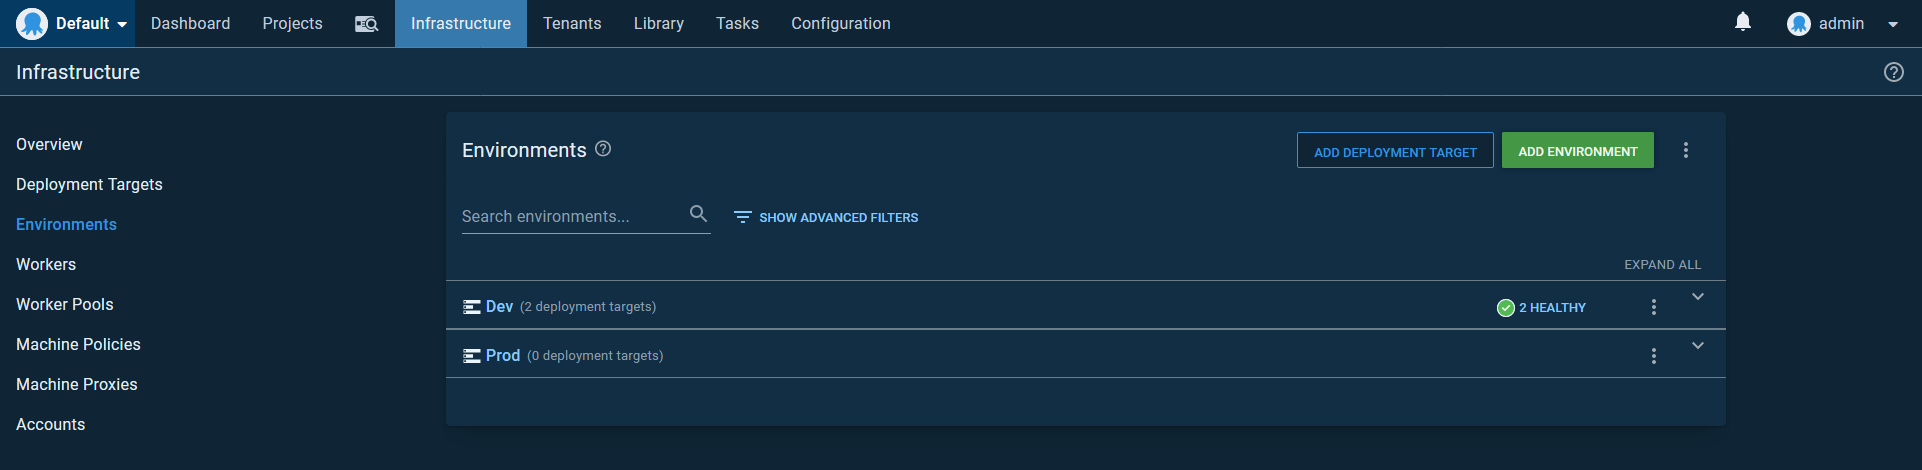 Default Dashboard Projects Infrastructure Tenants Library Tasks Configuration admin
Infrastructure
Overview
Deployment Targets
Environments
Workers
Worker Pools
Machine Policies
Machine Proxies
Accounts
Environments
ADD DEPLOYMENT TARGET ADD ENVIRONMENT
Search environments... SHOW ADVANCED FILTERS
EXPAND ALL
Dev (2 deployment targets) 2 HEALTHY
Prod (0 deployment targets)